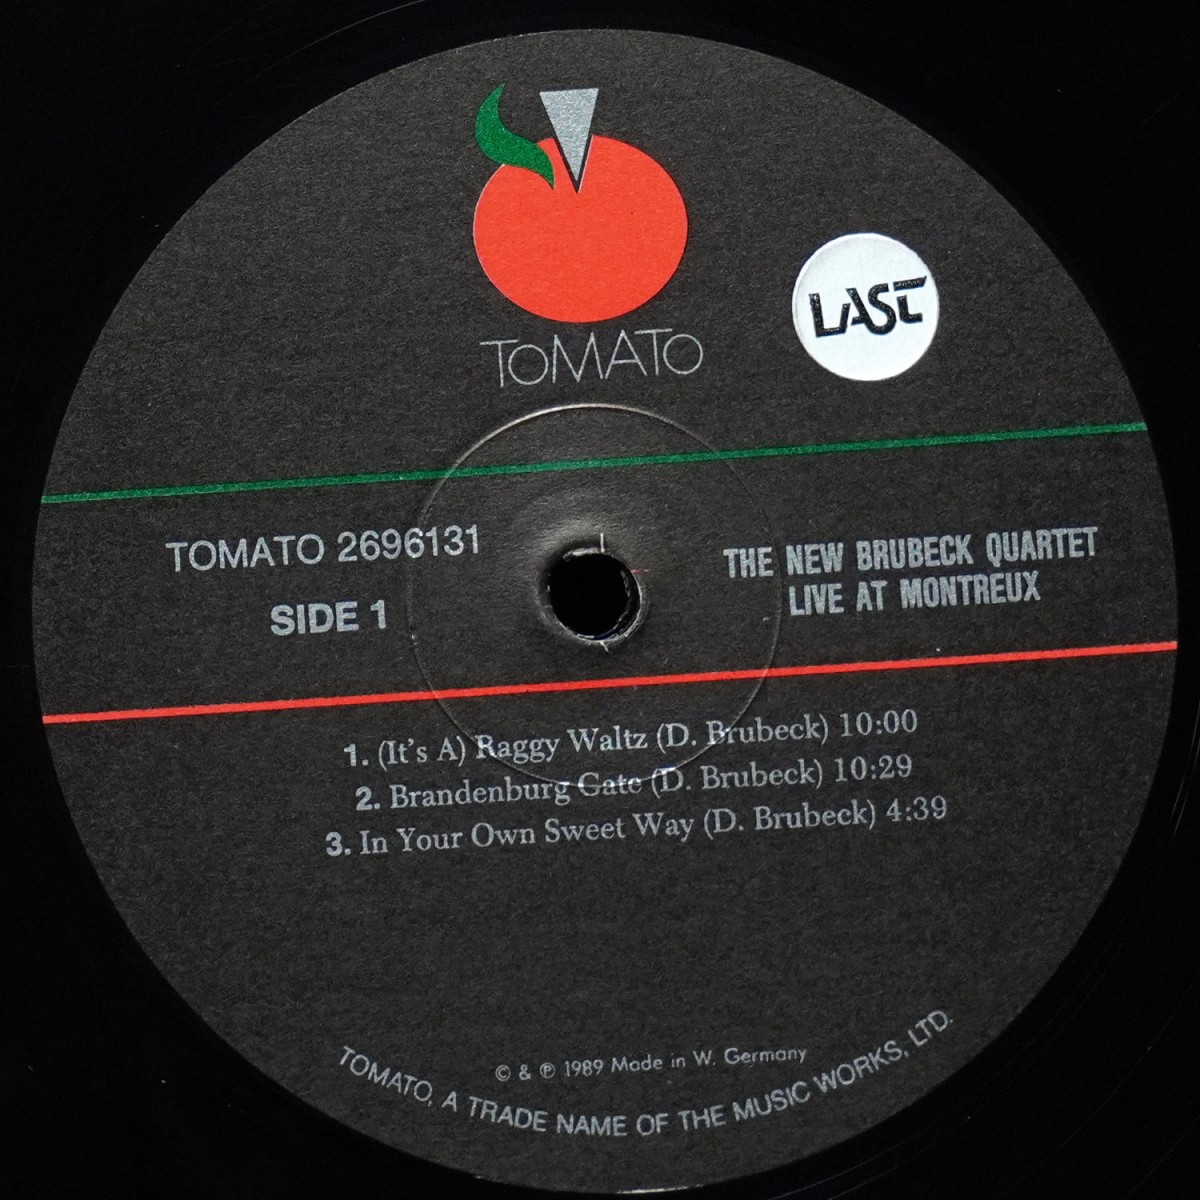 LAST
TOMATO
TOMATO 2696131
SIDE 1
THE NEW BRUBECK QUARTET
LIVE AT MONTREUX
1. (It's A) Raggy Waltz (D. Brubeck) 10:00
2. Brandenburg Gate (D. Brubeck) 10:29
3. In Your Own Sweet Way (D. Brubeck) 4:39
© & ℗ 1989 Made in W. Germany
TOMATO, A TRADE NAME OF THE MUSIC WORKS, LTD.